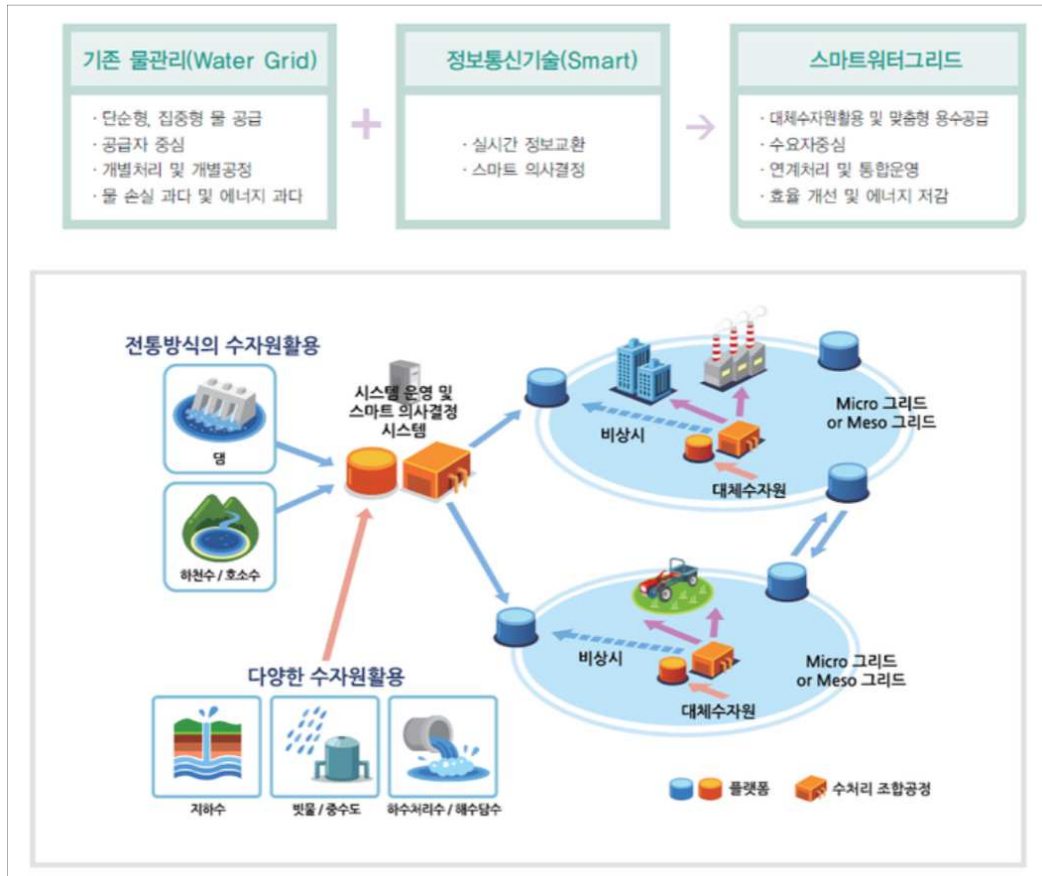 기존 물관리(Water Grid)
· 단순형, 집중형 물 공급
· 공급자 중심
· 개별처리 및 개별공정
· 물 손실 과다 및 에너지 과다
+
정보통신기술(Smart)
· 실시간 정보교환
· 스마트 의사결정
→
스마트워터그리드
· 대체수자원활용 및 맞춤형 용수공급
· 수요자중심
· 연계처리 및 통합운영
· 효율 개선 및 에너지 저감
전통방식의 수자원활용
댐
하천수 / 호소수
시스템 운영 및
스마트 의사결정
시스템
비상시
대체수자원
Micro 그리드
or Meso 그리드
비상시
대체수자원
Micro 그리드
or Meso 그리드
다양한 수자원활용
지하수
빗물 / 중수도
하수처리수 / 해수담수
플랫폼
수처리 조합공정